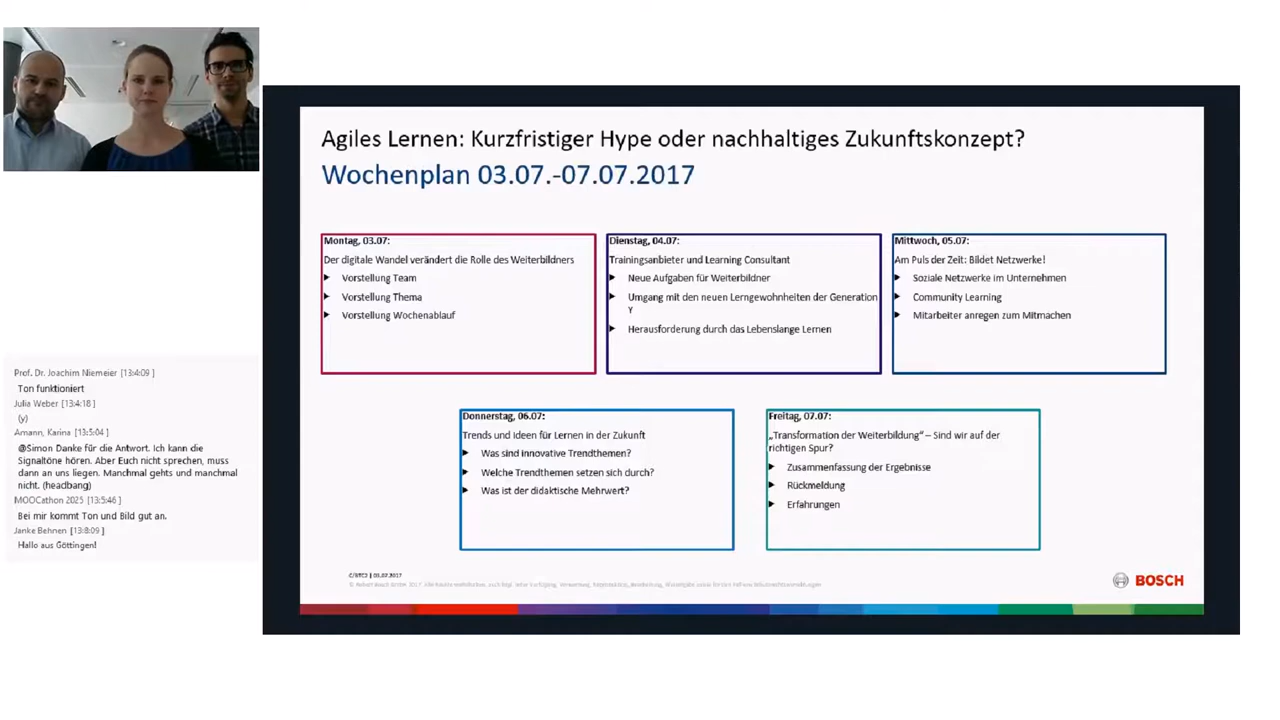 Agiles Lernen: Kurzfristiger Hype oder nachhaltiges Zukunftskonzept?
Wochenplan 03.07.-07.07.2017
Montag, 03.07:
Der digitale Wandel verändert die Rolle des Weiterbildners
Vorstellung Team
Vorstellung Thema
Vorstellung Wochenablauf
Dienstag, 04.07:
Trainingsanbieter und Learning Consultant
Neue Aufgaben für Weiterbildner
Umgang mit den neuen Lerngewohnheiten der Generation
Y
Herausforderung durch das Lebenslange Lernen
Mittwoch, 05.07:
Am Puls der Zeit: Bildet Netzwerke!
Soziale Netzwerke im Unternehmen
Community Learning
Mitarbeiter anregen zum Mitmachen
Donnerstag, 06.07:
Trends und Ideen für Lernen in der Zukunft
Was sind innovative Trendthemen?
Welche Trendthemen setzen sich durch?
Was ist der didaktische Mehrwert?
Freitag, 07.07:
„Transformation der Weiterbildung“ – Sind wir auf der
richtigen Spur?
Zusammenfassung der Ergebnisse
Rückmeldung
Erfahrungen
03.07.2017
BOSCH
Prof. Dr. Joachim Niemeier [13:4:09 ]
Ton funktioniert
Julia Weber [13:4:18 ]
(y)
Amann, Karina [13:5:04 ]
@Simon Danke für die Antwort. Ich kann die
Signaltöne hören. Aber Euch nicht sprechen, muss
dann an uns liegen. Manchmal gehts und manchmal
nicht. (headbang)
MOOCathon 2025 [13:5:46 ]
Bei mir kommt Ton und Bild gut an.
Janke Behnen [13:8:09 ]
Hallo aus Göttingen!